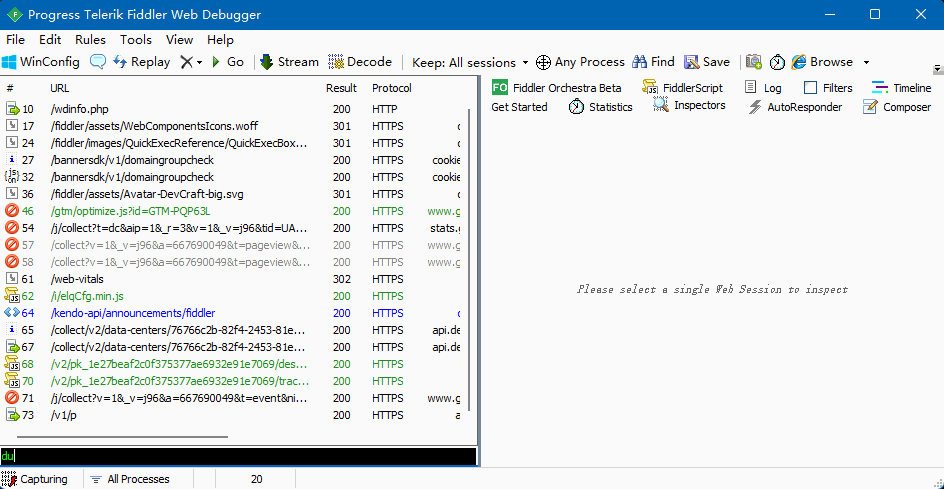 Progress Telerik Fiddler Web Debugger
File Edit Rules Tools View Help
WinConfig Replay Go Stream Decode Keep: All sessions Any Process Find Save Browse
# URL Result Protocol
10 /wdinfo.php 200 HTTP
17 /fiddler/assets/WebComponentsIcons.woff 301 HTTPS
24 /fiddler/images/QuickExecReference/QuickExecBox... 301 HTTPS
27 /bannersdk/v1/domaingroupcheck 200 HTTPS cookie
32 /bannersdk/v1/domaingroupcheck 200 HTTPS cookie
36 /fiddler/assets/Avatar-DevCraft-big.svg 301 HTTPS
46 /gtm/optimize.js?id=GTM-PQP63L 200 HTTPS www.g
54 /j/collect?t=dc&aip=1&_r=3&v=1&_v=j96&tid=UA... 200 HTTPS stats.g
57 /collect?v=1&_v=j96&a=667690049&t=pageview&... 200 HTTPS www.g
58 /collect?v=1&_v=j96&a=667690049&t=pageview&... 200 HTTPS www.g
61 /web-vitals 302 HTTPS
62 /i/elqCfg.min.js 200 HTTPS
64 /kendo-api/announcements/fiddler 200 HTTPS
65 /collect/v2/data-centers/76766c2b-82f4-2453-81e... 200 HTTPS api.de
67 /collect/v2/data-centers/76766c2b-82f4-2453-81e... 200 HTTPS api.de
68 /v2/pk_1e27beaf2c0f375377ae6932e91e7069/des... 200 HTTPS
70 /v2/pk_1e27beaf2c0f375377ae6932e91e7069/trac... 200 HTTPS
71 /j/collect?v=1&_v=j96&a=667690049&t=event&ni... 200 HTTPS www.g
73 /v1/p 200 HTTPS a
du
FO Fiddler Orchestra Beta FiddlerScript Log Filters Timeline
Get Started Statistics Inspectors AutoResponder Composer
Please select a single Web Session to inspect
Capturing All Processes 20